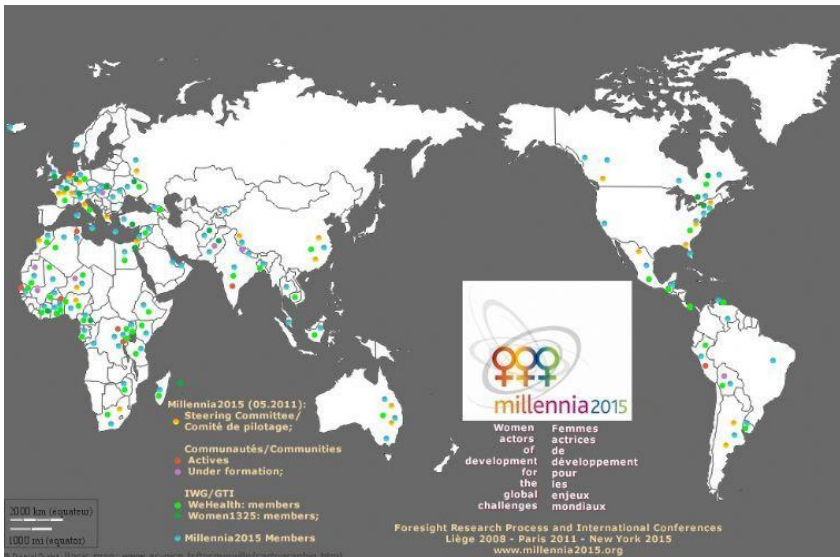 millennia2015
Women
actors
of
development
for
the
global
challenges
Femmes
actrices
de
développement
pour
les
enjeux
mondiaux
Millennia2015 (05.2011):
Steering Committee/
Comité de pilotage;
Communautés/Communities
Actives
Under formation;
IWG/GTI
WeHealth: members
Women1325: members;
Millennia2015 Members
2000 km (equateur)
1000 mi (equator)
Foresight Research Process and International Conferences
Liège 2008 - Paris 2011 - New York 2015
www.millennia2015.org